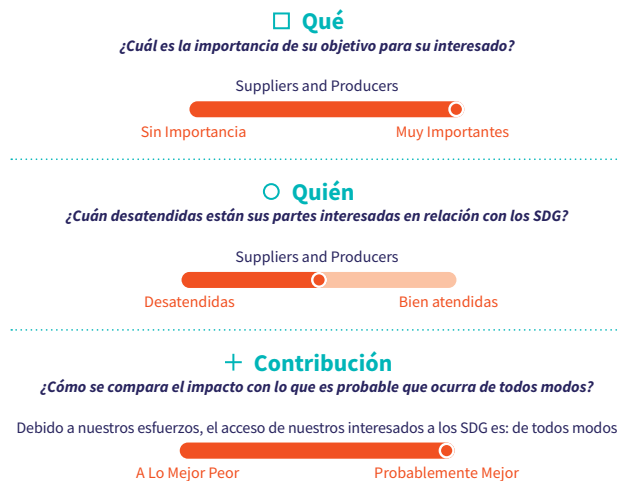 Qué
¿Cuál es la importancia de su objetivo para su interesado?
Suppliers and Producers
Sin Importancia Muy Importantes
Quién
¿Cuán desatendidas están sus partes interesadas en relación con los SDG?
Suppliers and Producers
Desatendidas Bien atendidas
Contribución
¿Cómo se compara el impacto con lo que es probable que ocurra de todos modos?
Debido a nuestros esfuerzos, el acceso de nuestros interesados a los SDG es: de todos modos
A Lo Mejor Peor Probablemente Mejor